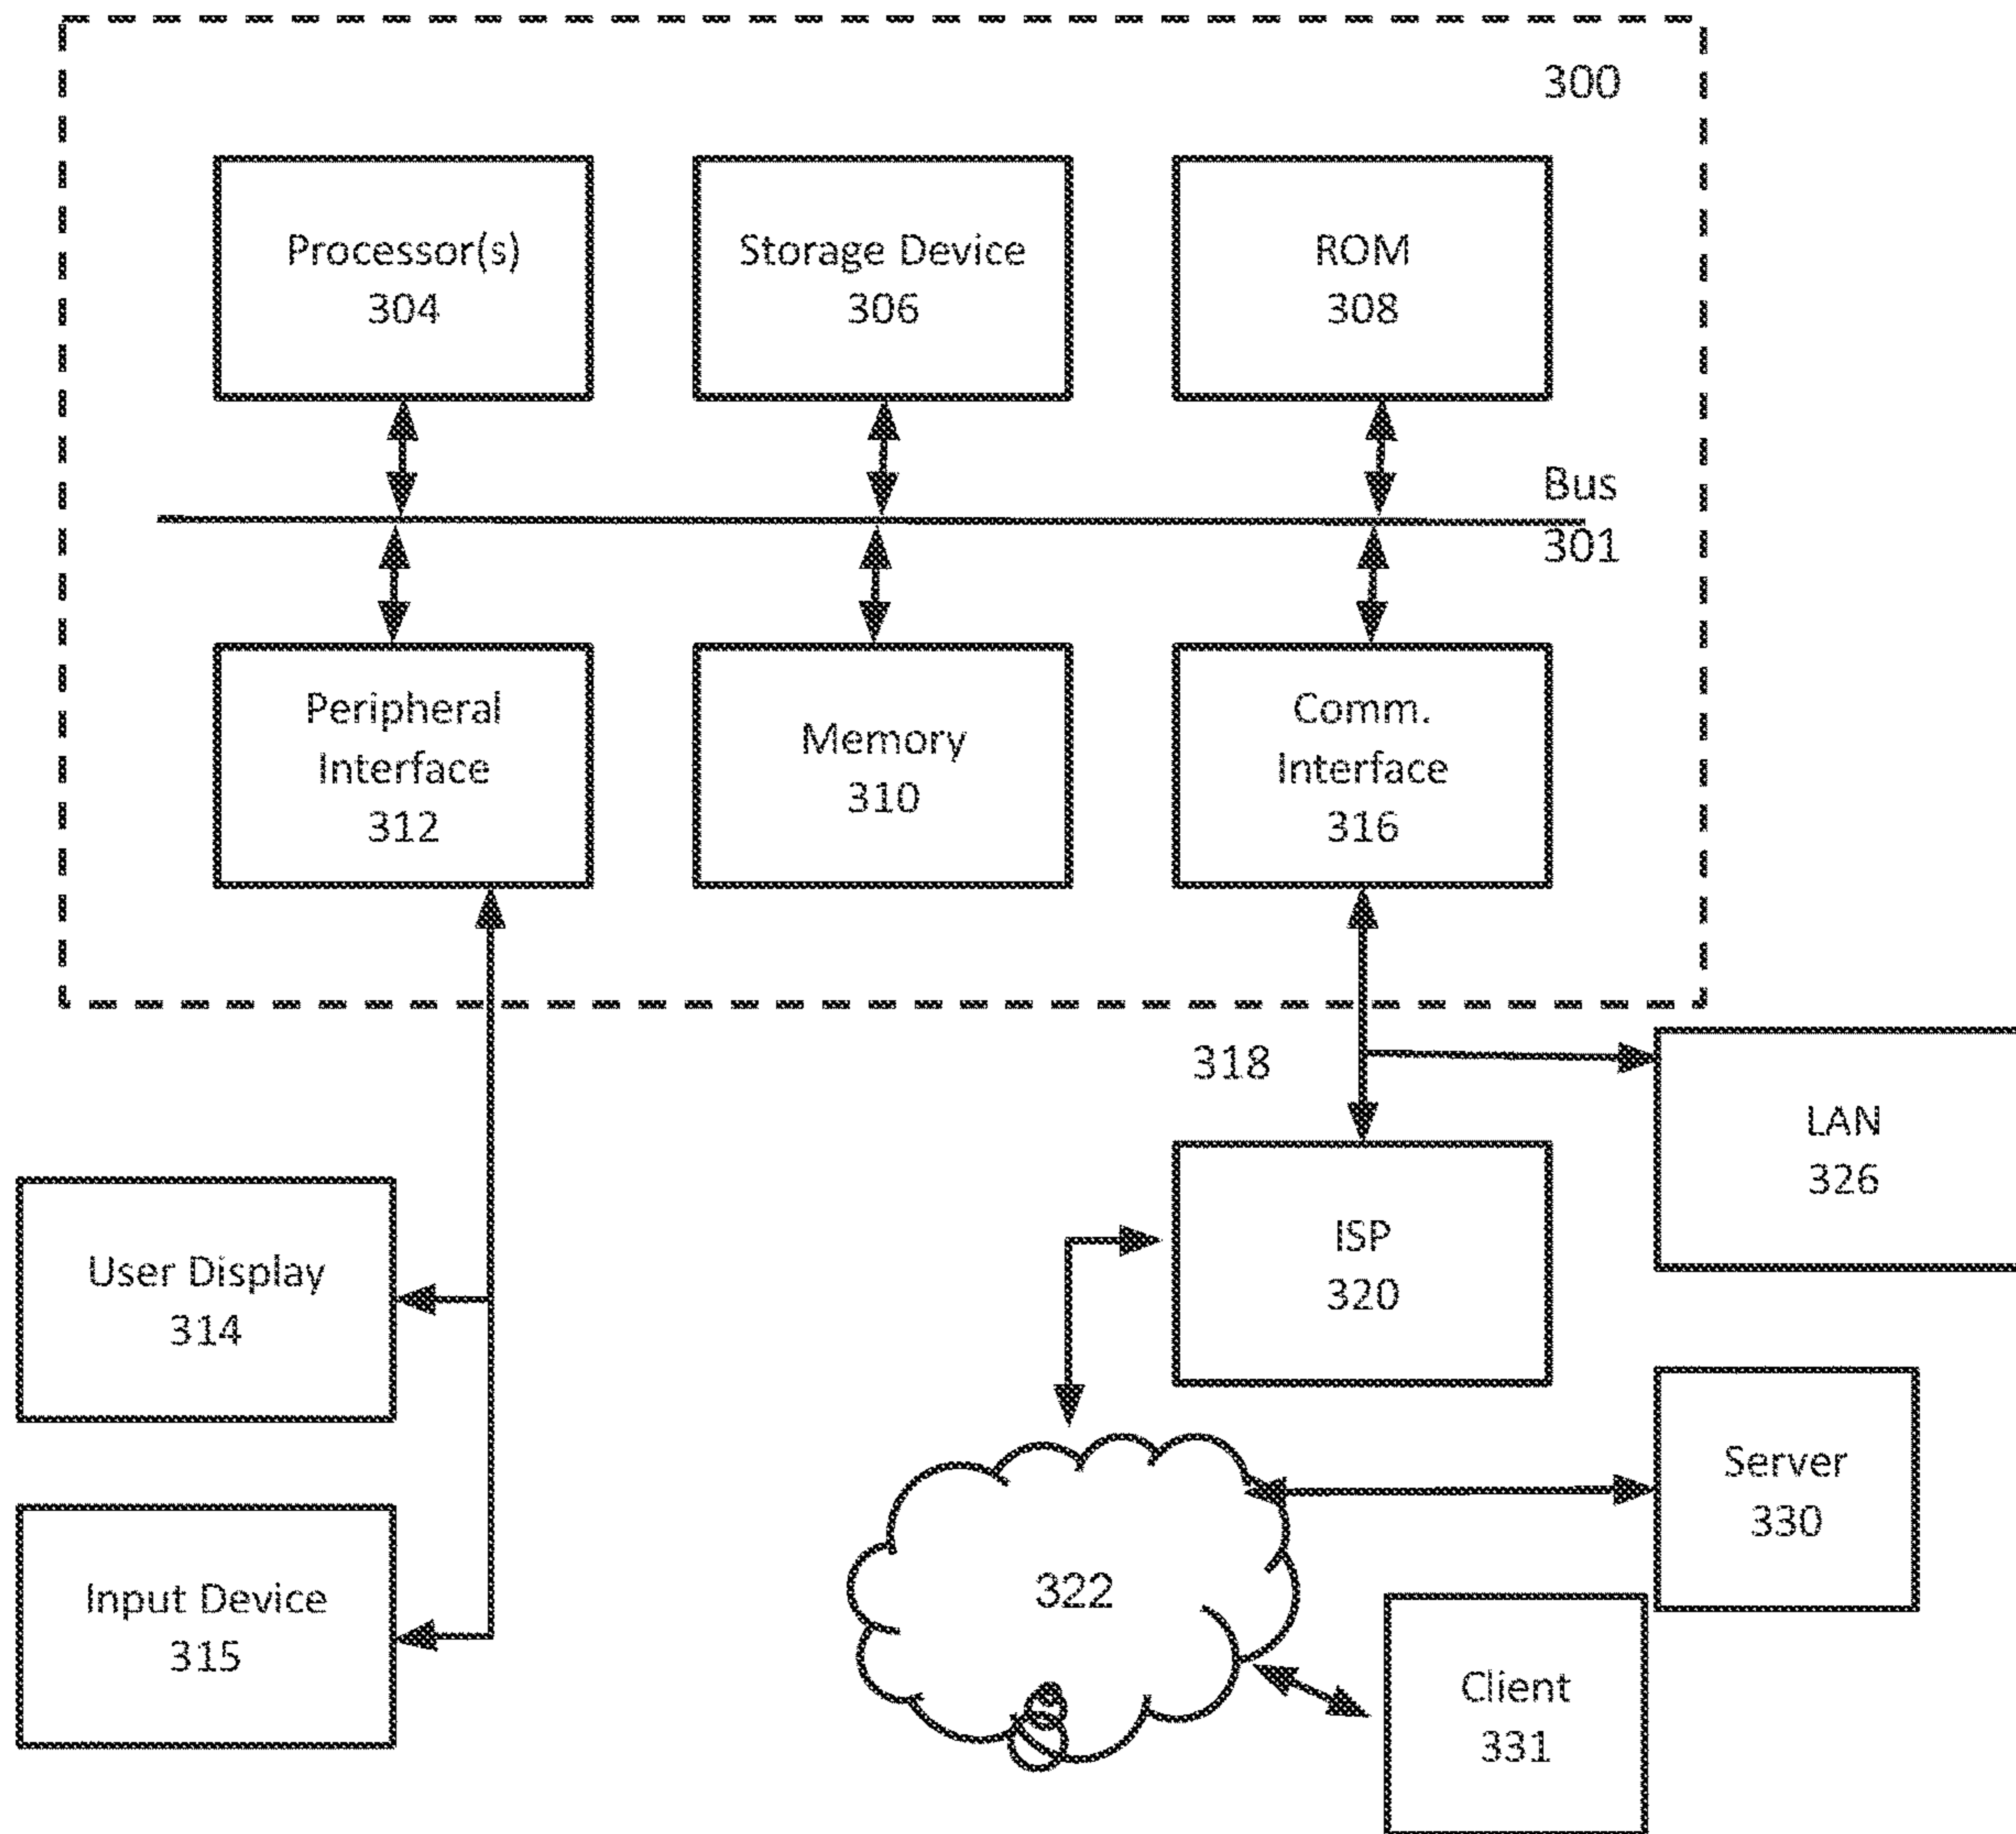 300
Processor(s)
304
Storage Device
306
ROM
308
Bus
301
Peripheral
Interface
312
Memory
310
Comm.
Interface
316
318
LAN
326
User Display
314
ISP
320
Server
330
Input Device
315
322
Client
331